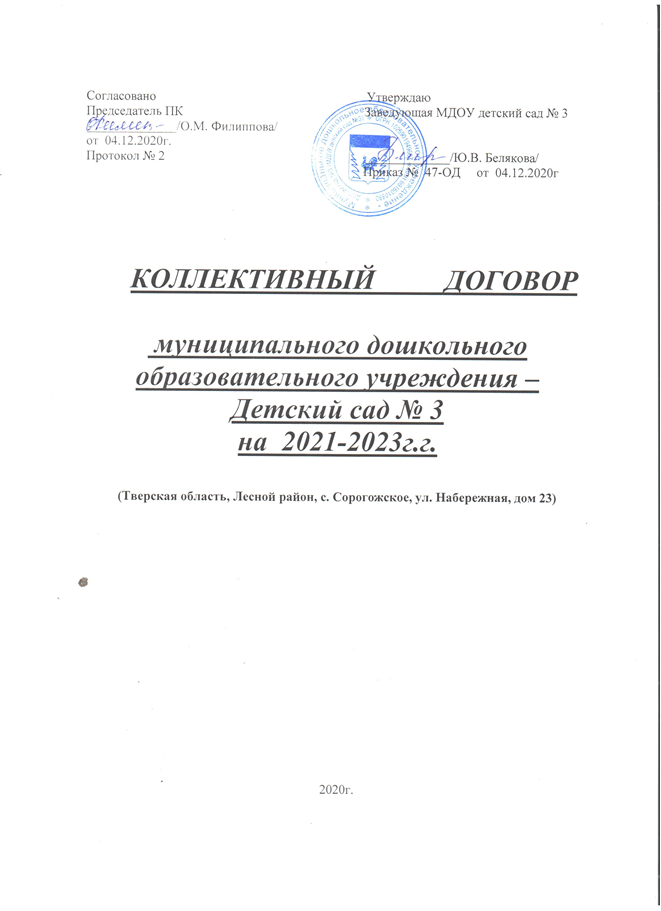 Согласовано
Председатель ПК
/О.М. Филиппова/
от 04.12.2020г.
Протокол № 2
Утверждаю
Заведующая МДОУ детский сад № 3
/Ю.В. Белякова/
Приказ № 47-ОД от 04.12.2020г
КОЛЛЕКТИВНЫЙ ДОГОВОР
муниципального дошкольного
образовательного учреждения –
Детский сад № 3
на 2021-2023г.г.
(Тверская область, Лесной район, с. Сорогожское, ул. Набережная, дом 23)
2020г.